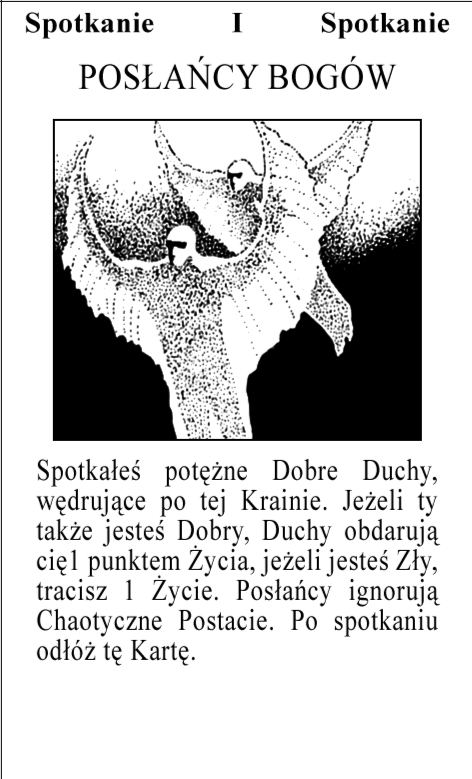 Spotkanie I Spotkanie
POSŁAŃCY BOGÓW
Spotkałeś potężne Dobre Duchy,
wędrujące po tej Krainie. Jeżeli ty
także jesteś Dobry, Duchy obdarują
cię1 punktem Życia, jeżeli jesteś Zły,
tracisz 1 Życie. Posłańcy ignorują
Chaotyczne Postacie. Po spotkaniu
odłóż tę Kartę.